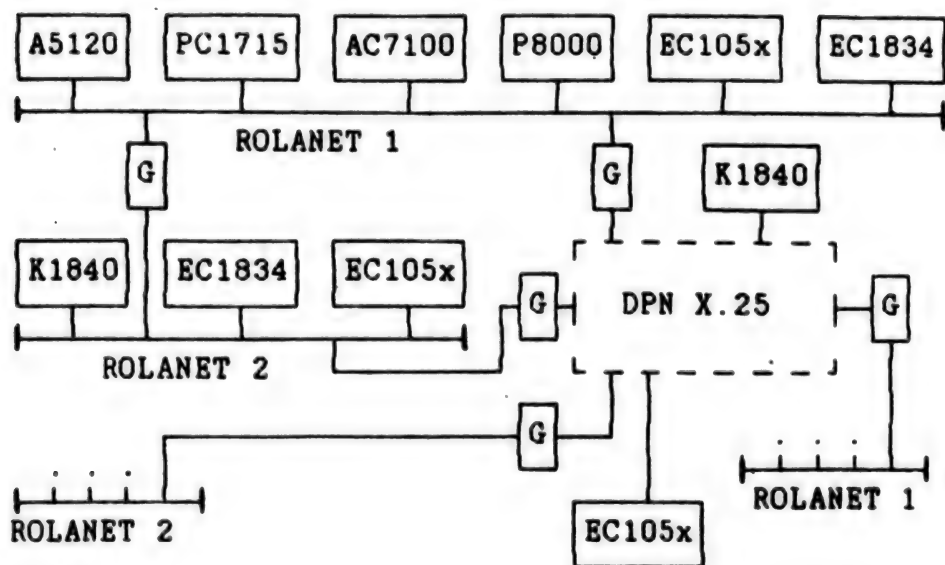 A5120 PC1715 AC7100 P8000 EC105x EC1834
ROLANET 1
G G K1840
K1840 EC1834 EC105x
G DPN X.25 G
ROLANET 2
G
ROLANET 2 EC105x ROLANET 1